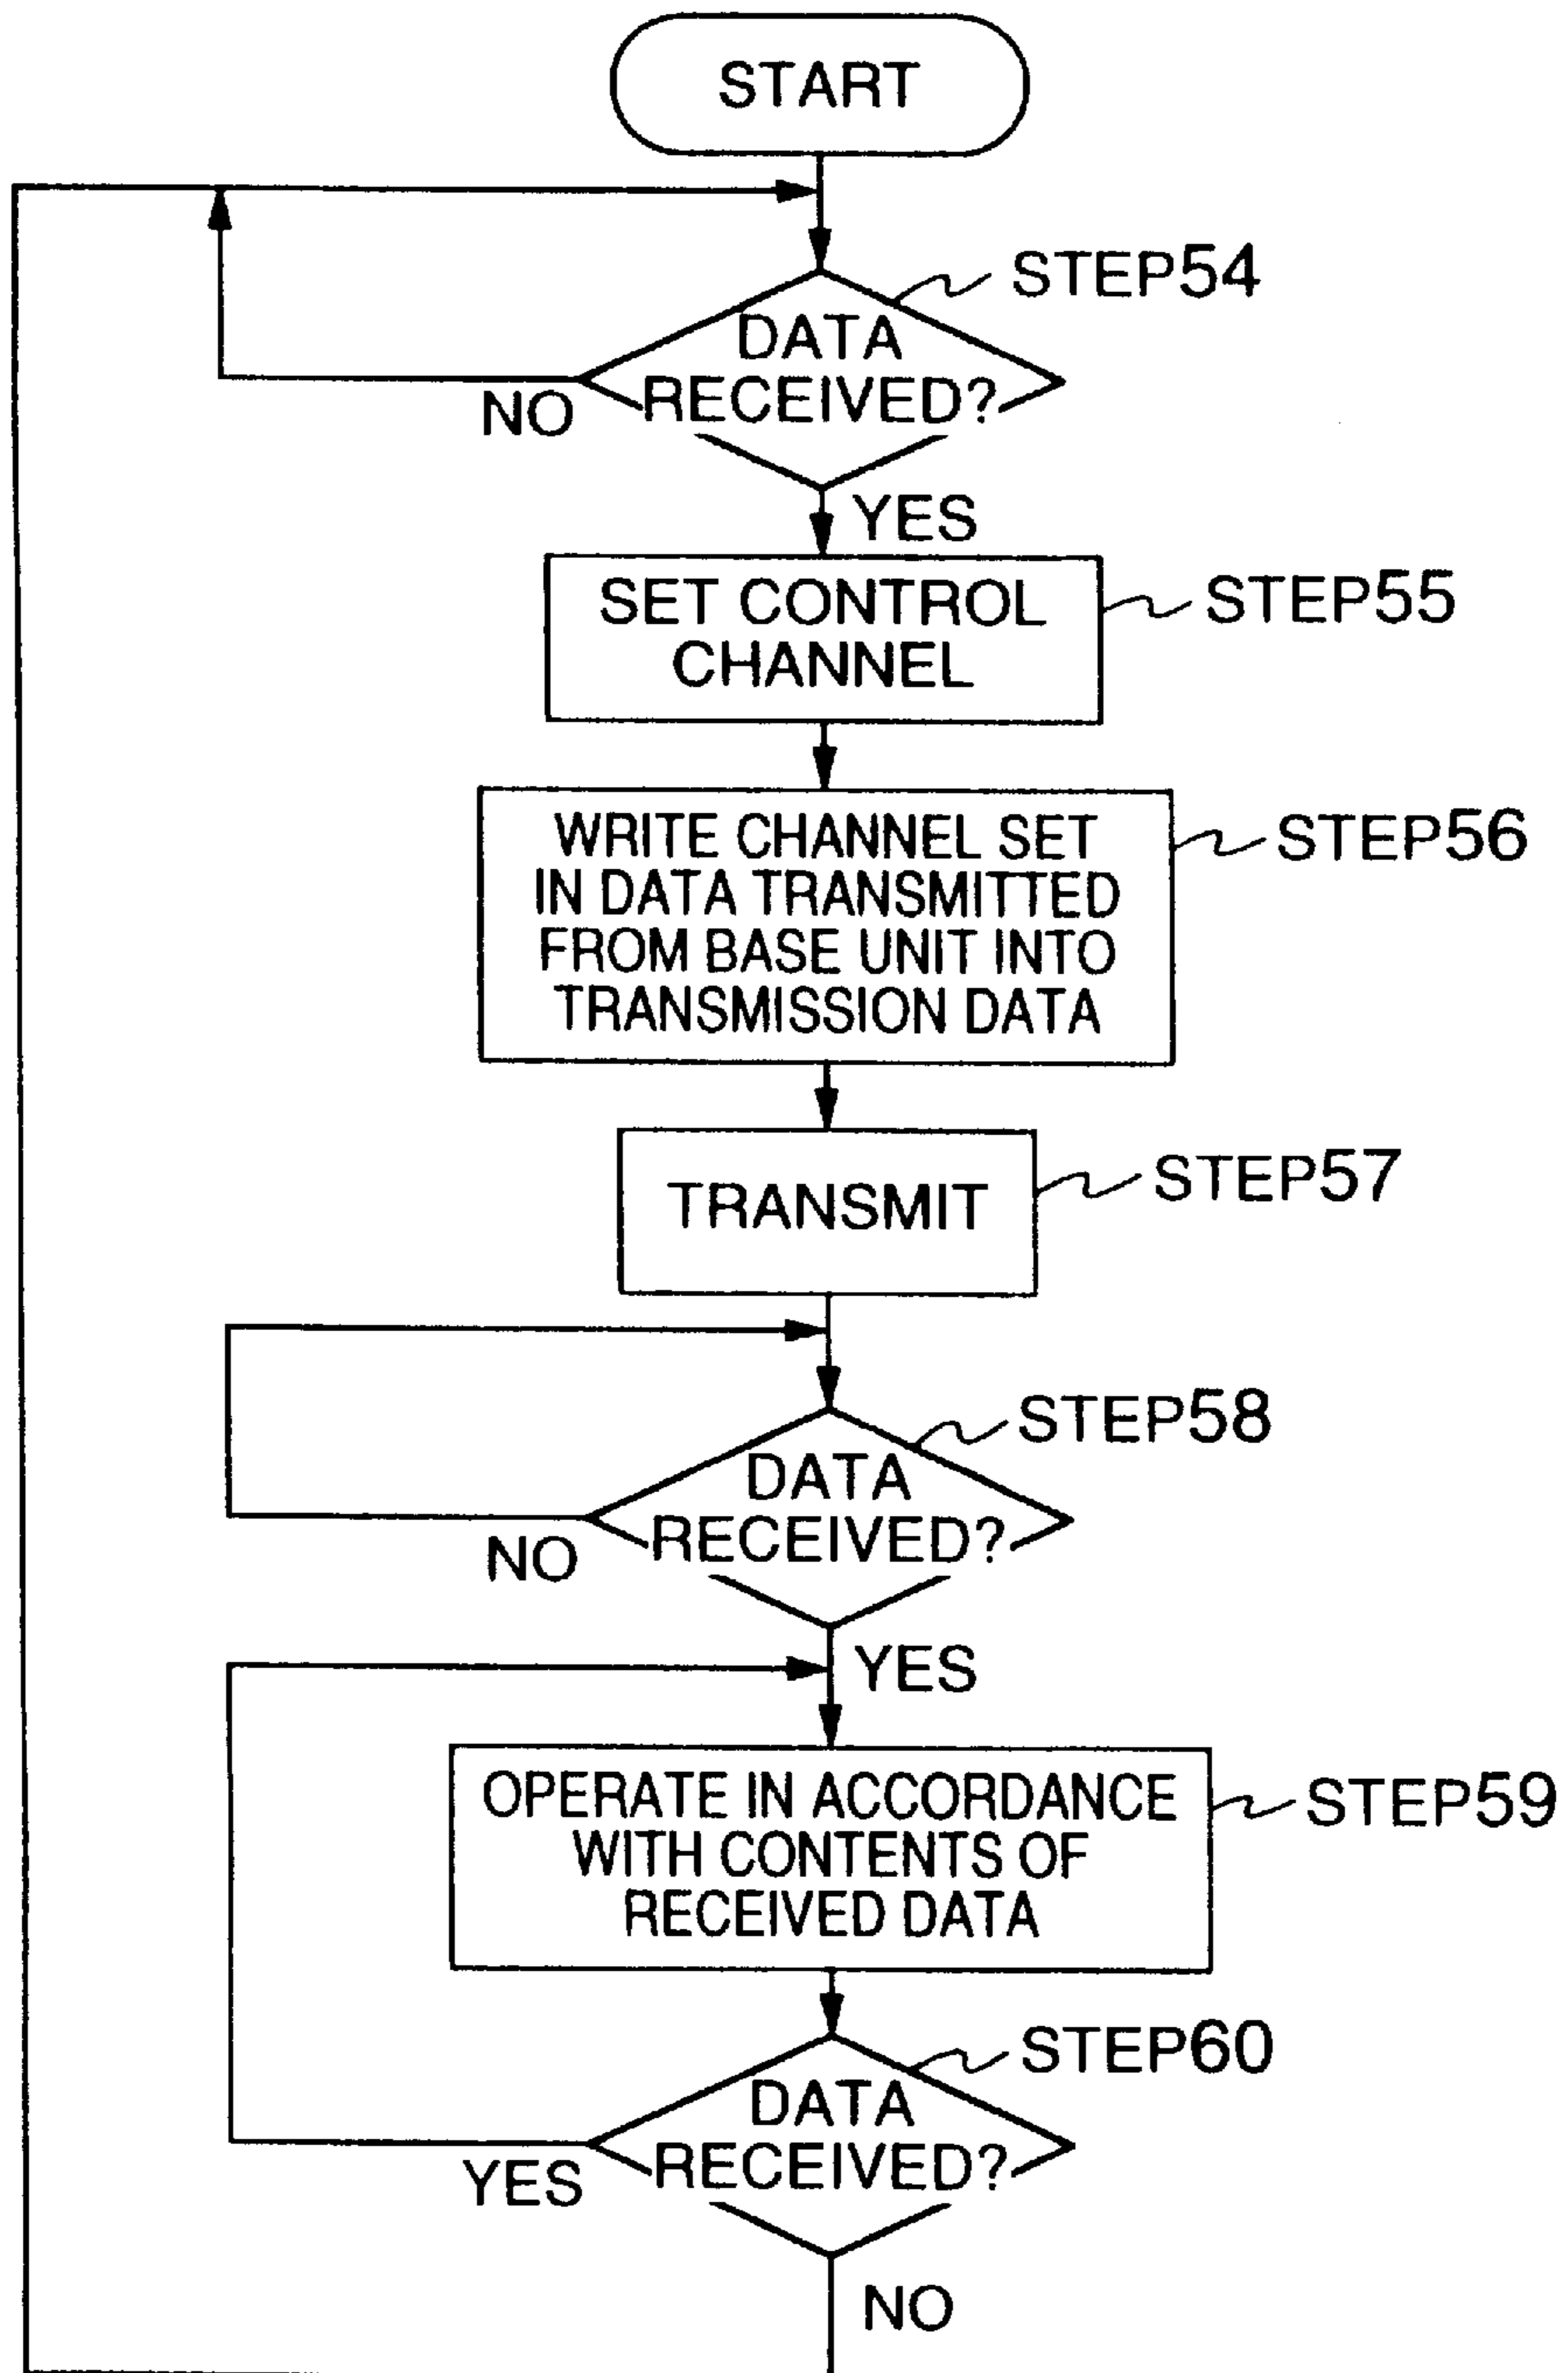 START
STEP54
DATA
RECEIVED?
NO
YES
SET CONTROL
CHANNEL
STEP55
WRITE CHANNEL SET
IN DATA TRANSMITTED
FROM BASE UNIT INTO
TRANSMISSION DATA
STEP56
TRANSMIT
STEP57
STEP58
DATA
RECEIVED?
NO
YES
OPERATE IN ACCORDANCE
WITH CONTENTS OF
RECEIVED DATA
STEP59
STEP60
DATA
RECEIVED?
YES
NO